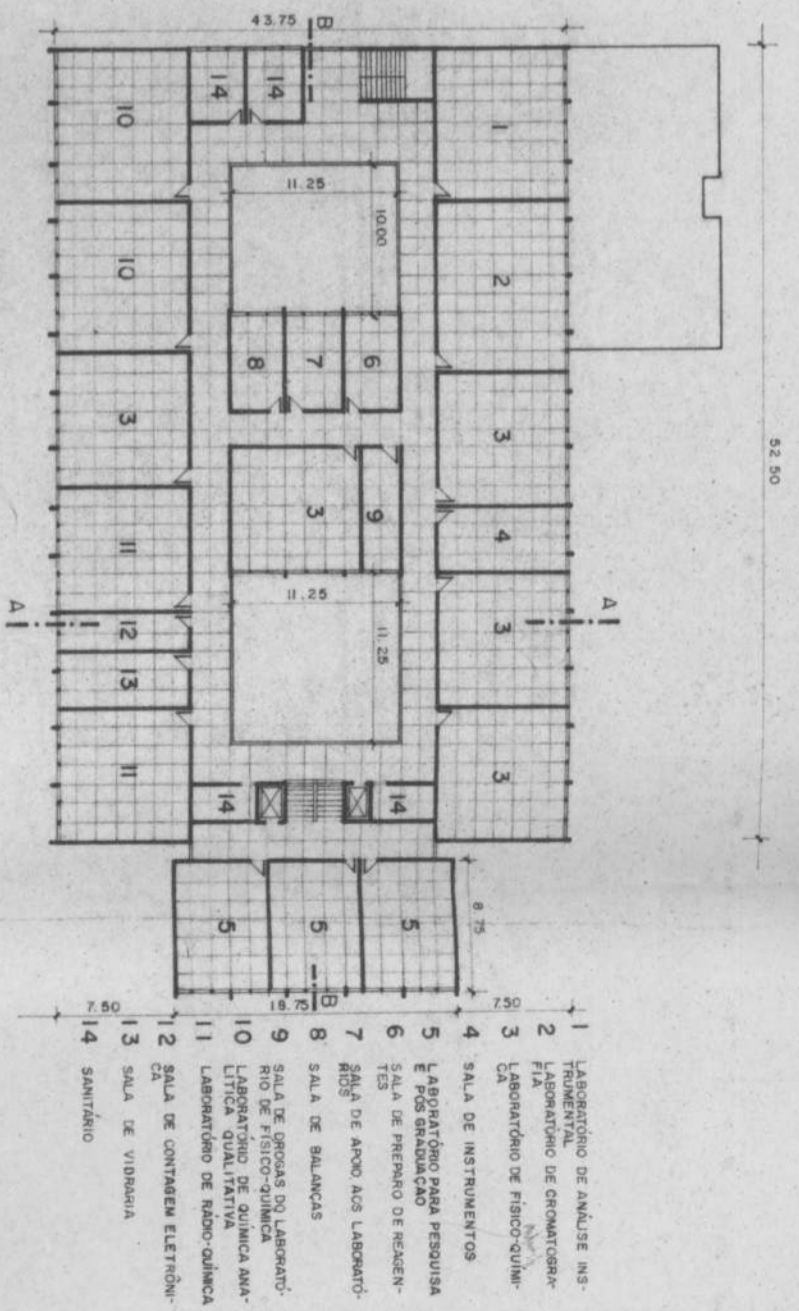 43.75
B
52.50
10
14
14
1
11.25
10.00
10
2
8
7
6
3
3
3
9
4
11
11.25
11.25
A
A
12
3
13
11
3
14
14
8.75
5
5
5
B
7.50
18.75
7.50
1 LABORATÓRIO DE ANÁLISE INS-
TRUMENTAL
2 LABORATÓRIO DE CROMATOGRA-
FIA
3 LABORATÓRIO DE FÍSICO-QUÍMI-
CA
4 SALA DE INSTRUMENTOS
5 LABORATÓRIO PARA PESQUISA
E PÓS GRADUAÇÃO
6 SALA DE PREPARO DE REAGEN-
TES
7 SALA DE APOIO AOS LABORATÓ-
RIOS
8 SALA DE BALANÇAS
9 SALA DE DROGAS DO LABORATÓ-
RIO DE FÍSICO-QUÍMICA
10 LABORATÓRIO DE QUÍMICA ANA-
LÍTICA QUALITATIVA
11 LABORATÓRIO DE RÁDIO-QUÍMICA
12 SALA DE CONTAGEM ELETRÔNI-
CA
13 SALA DE VIDRARIA
14 SANITÁRIO